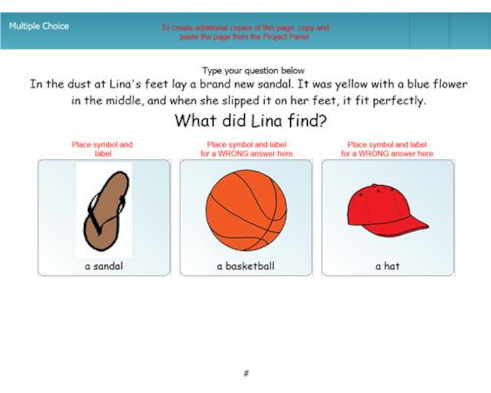 Multiple Choice
To create additional copies of this page, copy and
paste the page from the Project Panel
Type your question below
In the dust at Lina's feet lay a brand new sandal. It was yellow with a blue flower
in the middle, and when she slipped it on her feet, it fit perfectly.
What did Lina find?
Place symbol and
label
Place symbol and label
for a WRONG answer here
Place symbol and label
for a WRONG answer here
a sandal
a basketball
a hat
#